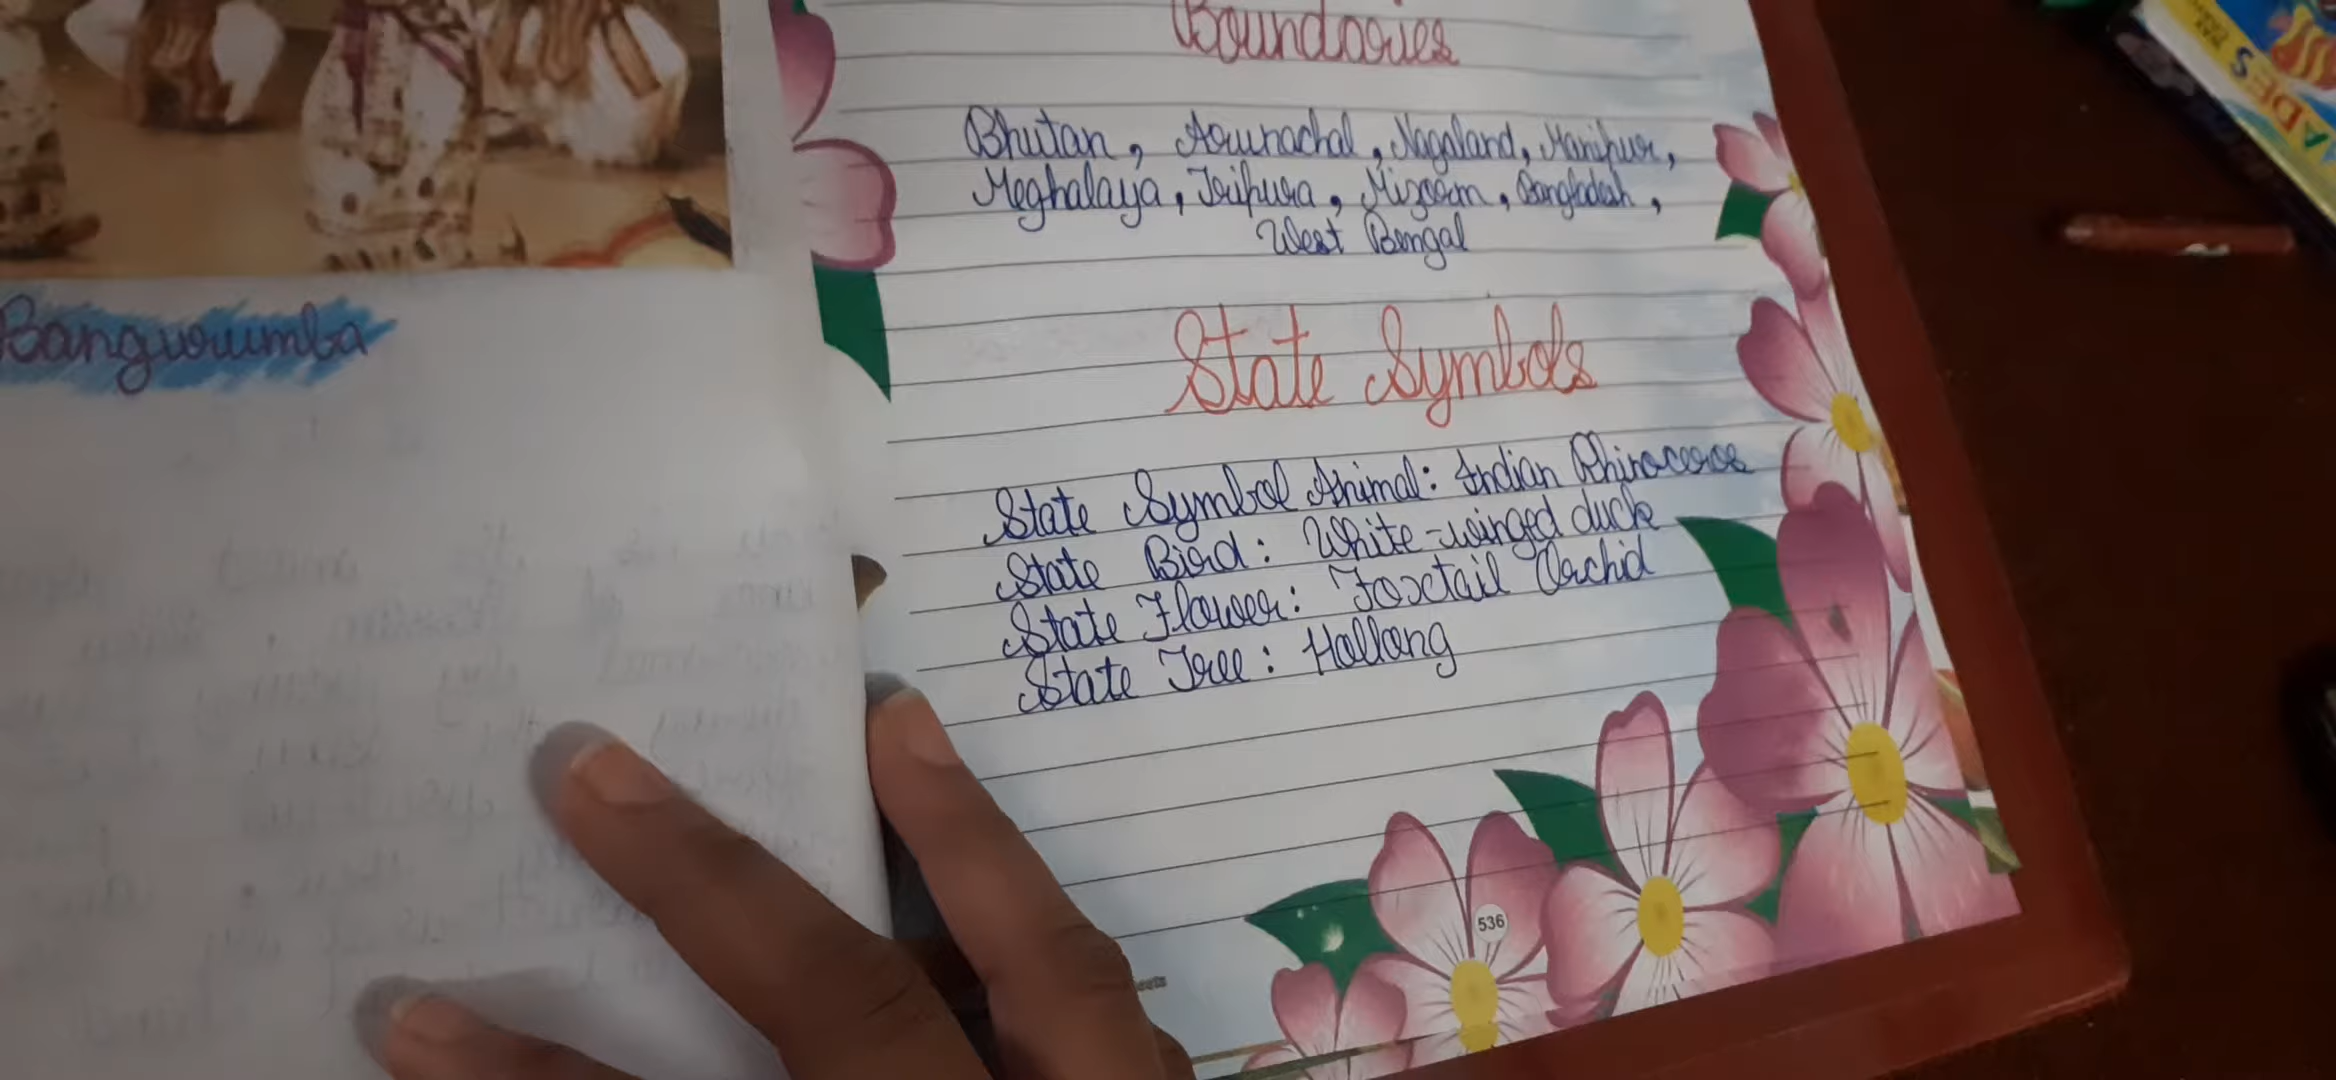 Boundaries
Bhutan, Arunachal, Nagaland, Manipur,
Meghalaya, Tripura, Mizoram, Bangladesh,
West Bengal
State Symbols
State Symbol Animal: Indian Rhinoceros
State Bird: White-winged duck
State Flower: Foxtail Orchid
State Tree: Hollong
536
Bangurumba